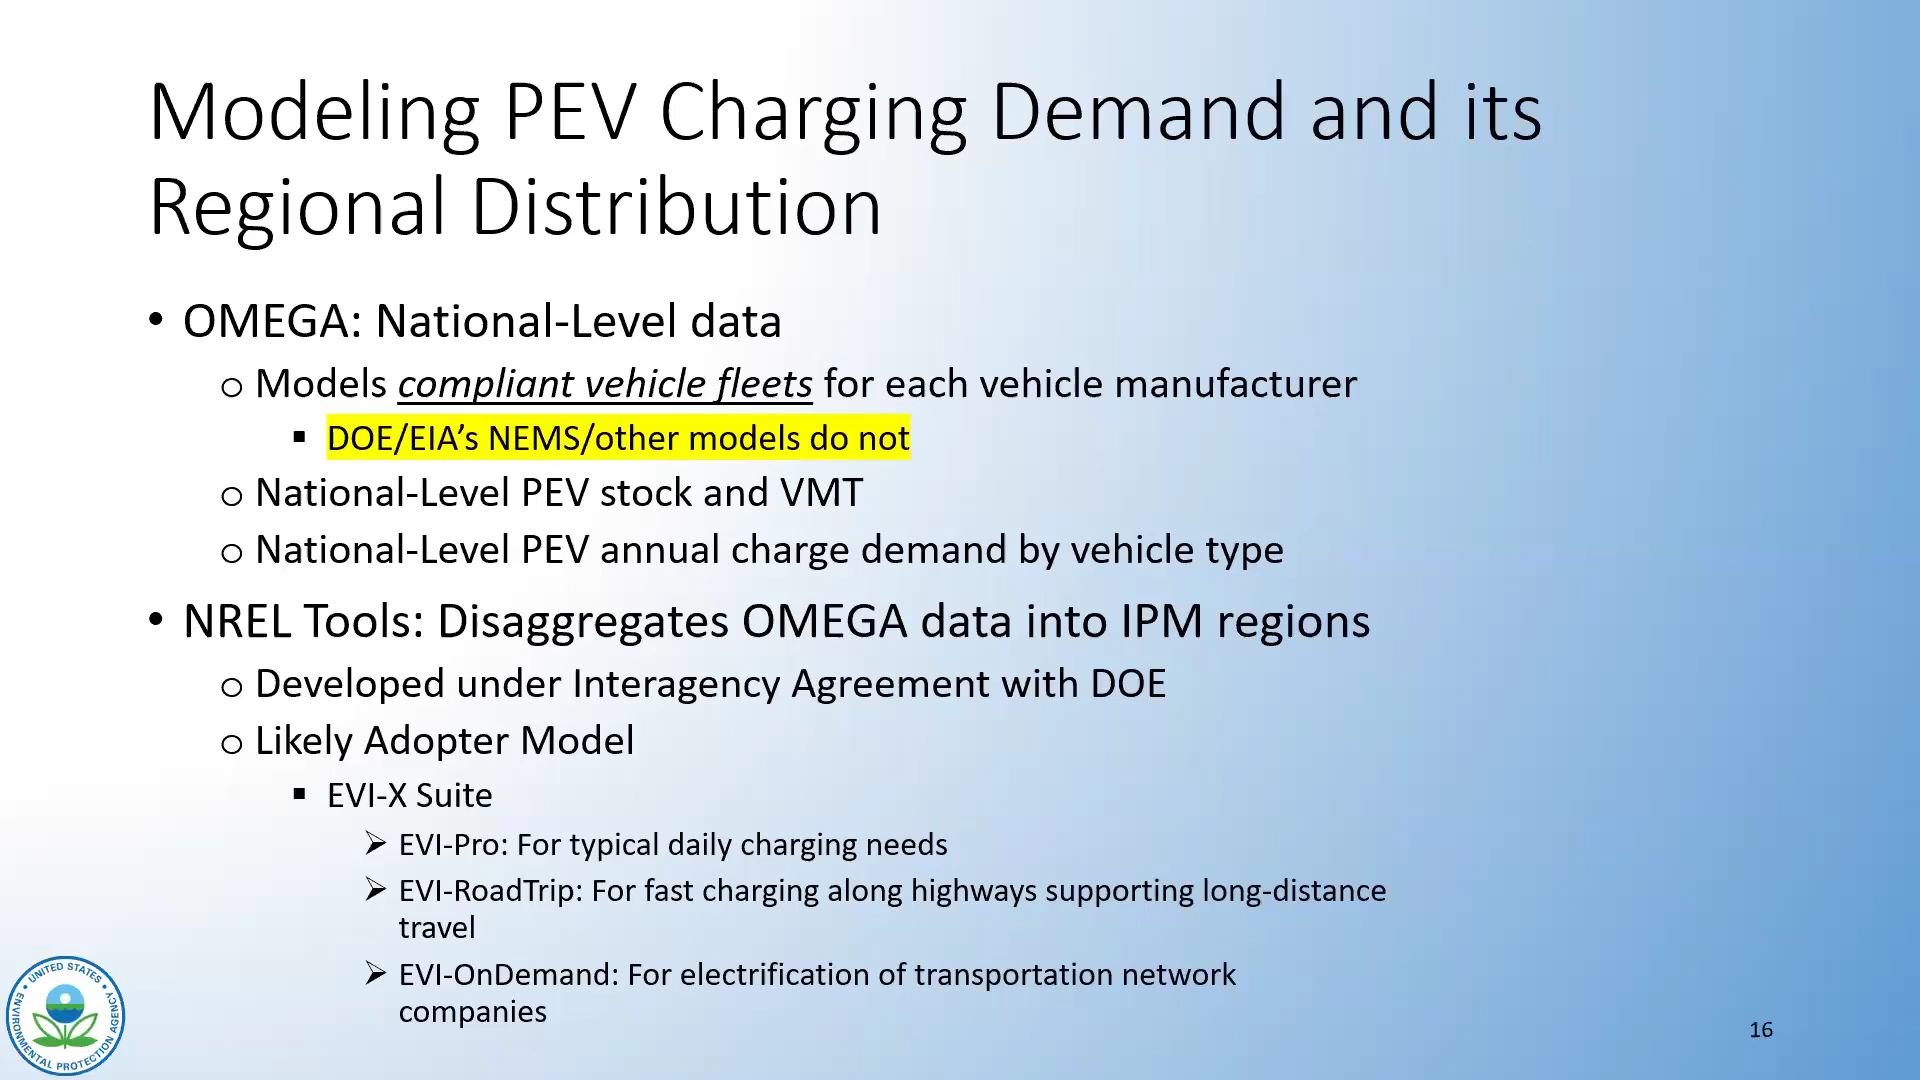 Modeling PEV Charging Demand and its
Regional Distribution
• OMEGA: National-Level data
o Models compliant vehicle fleets for each vehicle manufacturer
▪ DOE/EIA’s NEMS/other models do not
o National-Level PEV stock and VMT
o National-Level PEV annual charge demand by vehicle type
• NREL Tools: Disaggregates OMEGA data into IPM regions
o Developed under Interagency Agreement with DOE
o Likely Adopter Model
▪ EVI-X Suite
➢ EVI-Pro: For typical daily charging needs
➢ EVI-RoadTrip: For fast charging along highways supporting long-distance
travel
➢ EVI-OnDemand: For electrification of transportation network
companies
UNITED STATES
ENVIRONMENTAL PROTECTION AGENCY
16